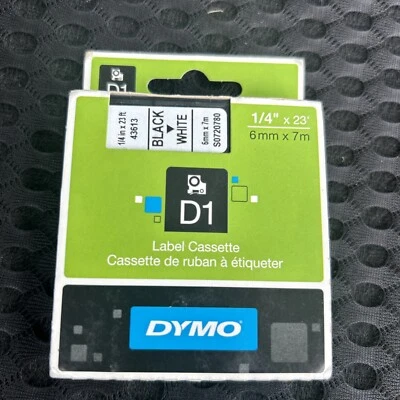 D1
1/4 in x 23 ft
43613
BLACK
WHITE
6mm x 7m
S0720780
1/4" x 23'
6mm x 7m
D1
Label Cassette
Cassette de ruban à étiqueter
DYMO